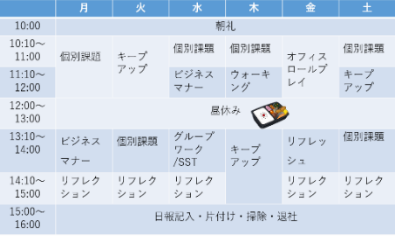 月 火 水 木 金 土
10:00 朝礼
10:10～ 個別課題 個別課題 個別課題
11:00 個別課題 キープ オフィス
アップ ロールプ
11:10～ ビジネス ウォーキ レイ キープ
12:00 マナー ング アップ
12:00～ 昼休み
13:00
13:10～ ビジネス 個別課題 グループ キープ リフレッ 個別課題
14:00 マナー ワーク アップ シュ
/SST
14:10～ リフレク リフレク リフレク リフレク リフレク
15:00 ション ション ション ション ション
15:00～ 日報記入・片付け・掃除・退社
16:00